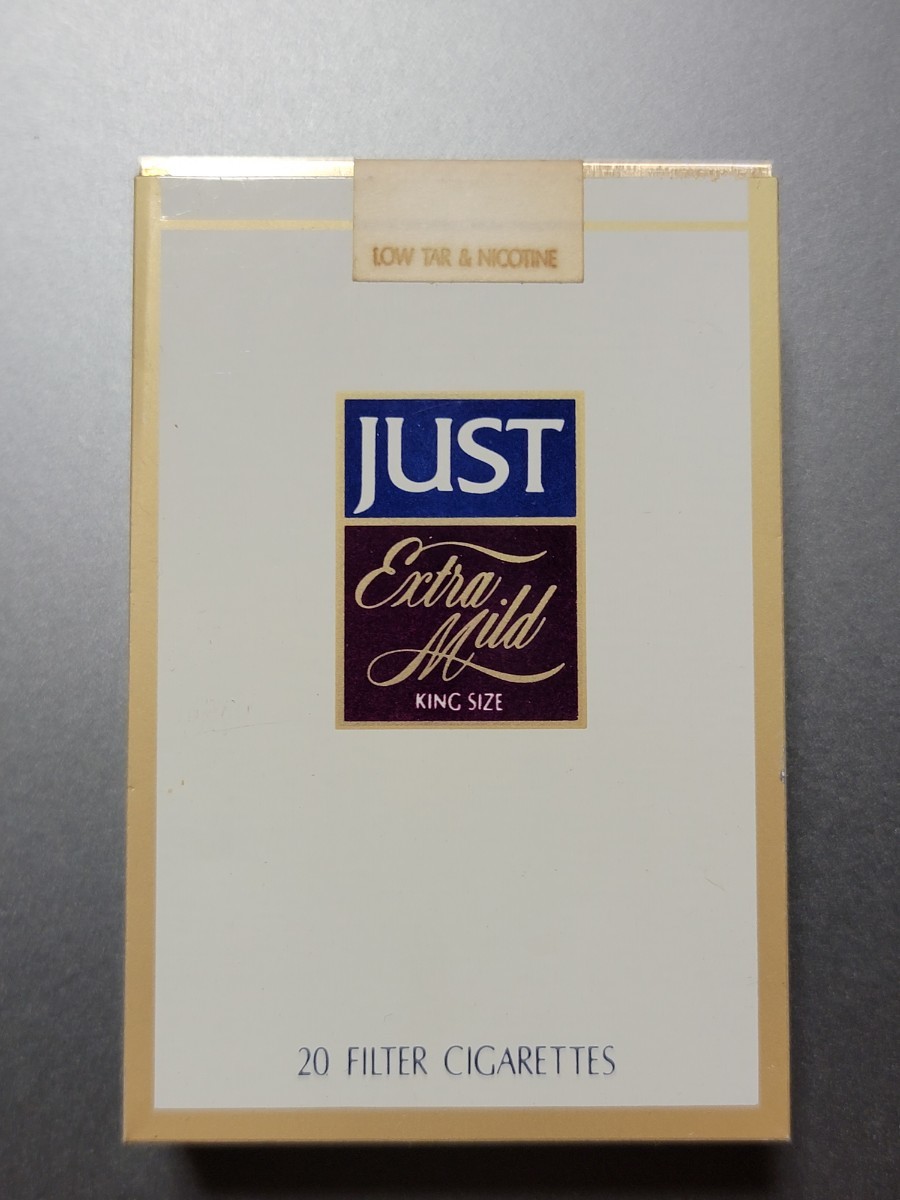 LOW TAR & NICOTINE
JUST
Extra
Mild
KING SIZE
20 FILTER CIGARETTES